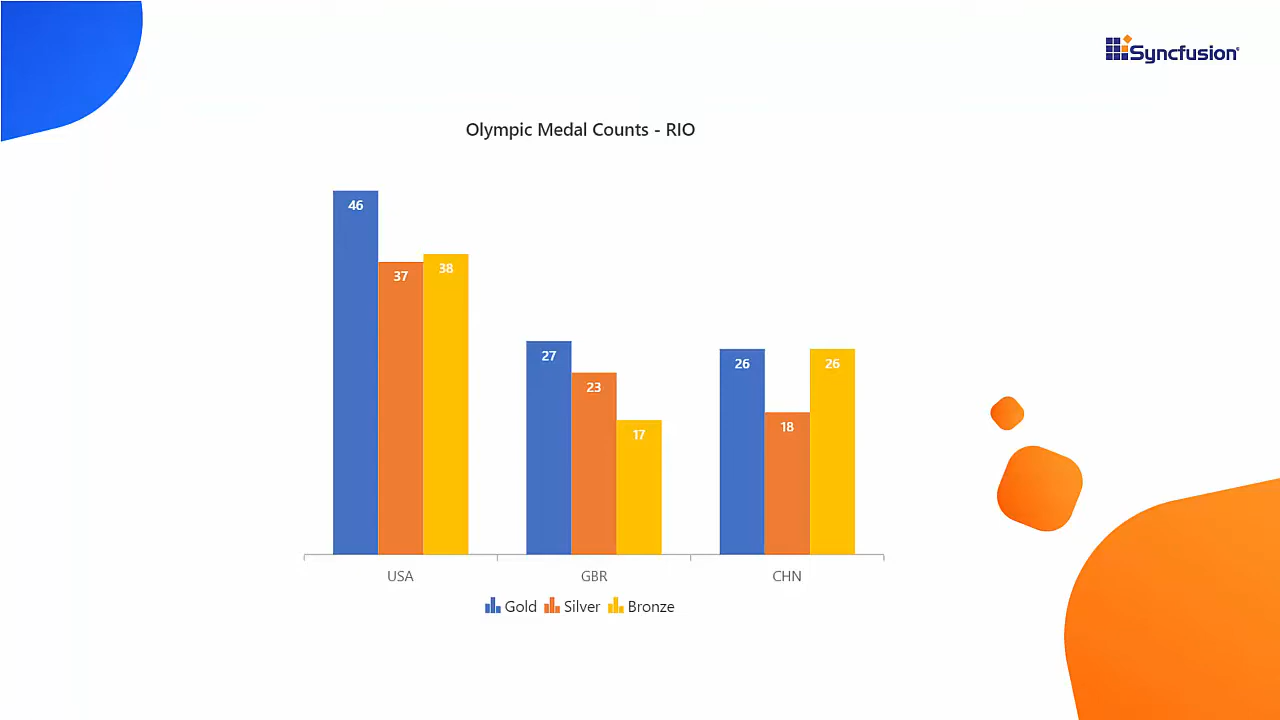 Syncfusion
Olympic Medal Counts - RIO
46
37
38
27
23
17
26
18
26
USA GBR CHN
Gold Silver Bronze